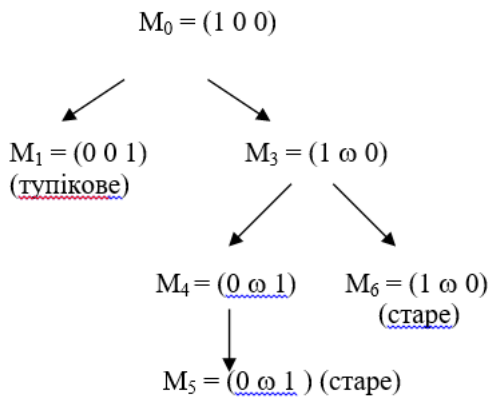 M₀ = (1 0 0)
M₁ = (0 0 1)
(тупікове)
M₃ = (1 ω 0)
M₄ = (0 ω 1)
M₆ = (1 ω 0)
(старе)
M₅ = (0 ω 1 ) (старе)